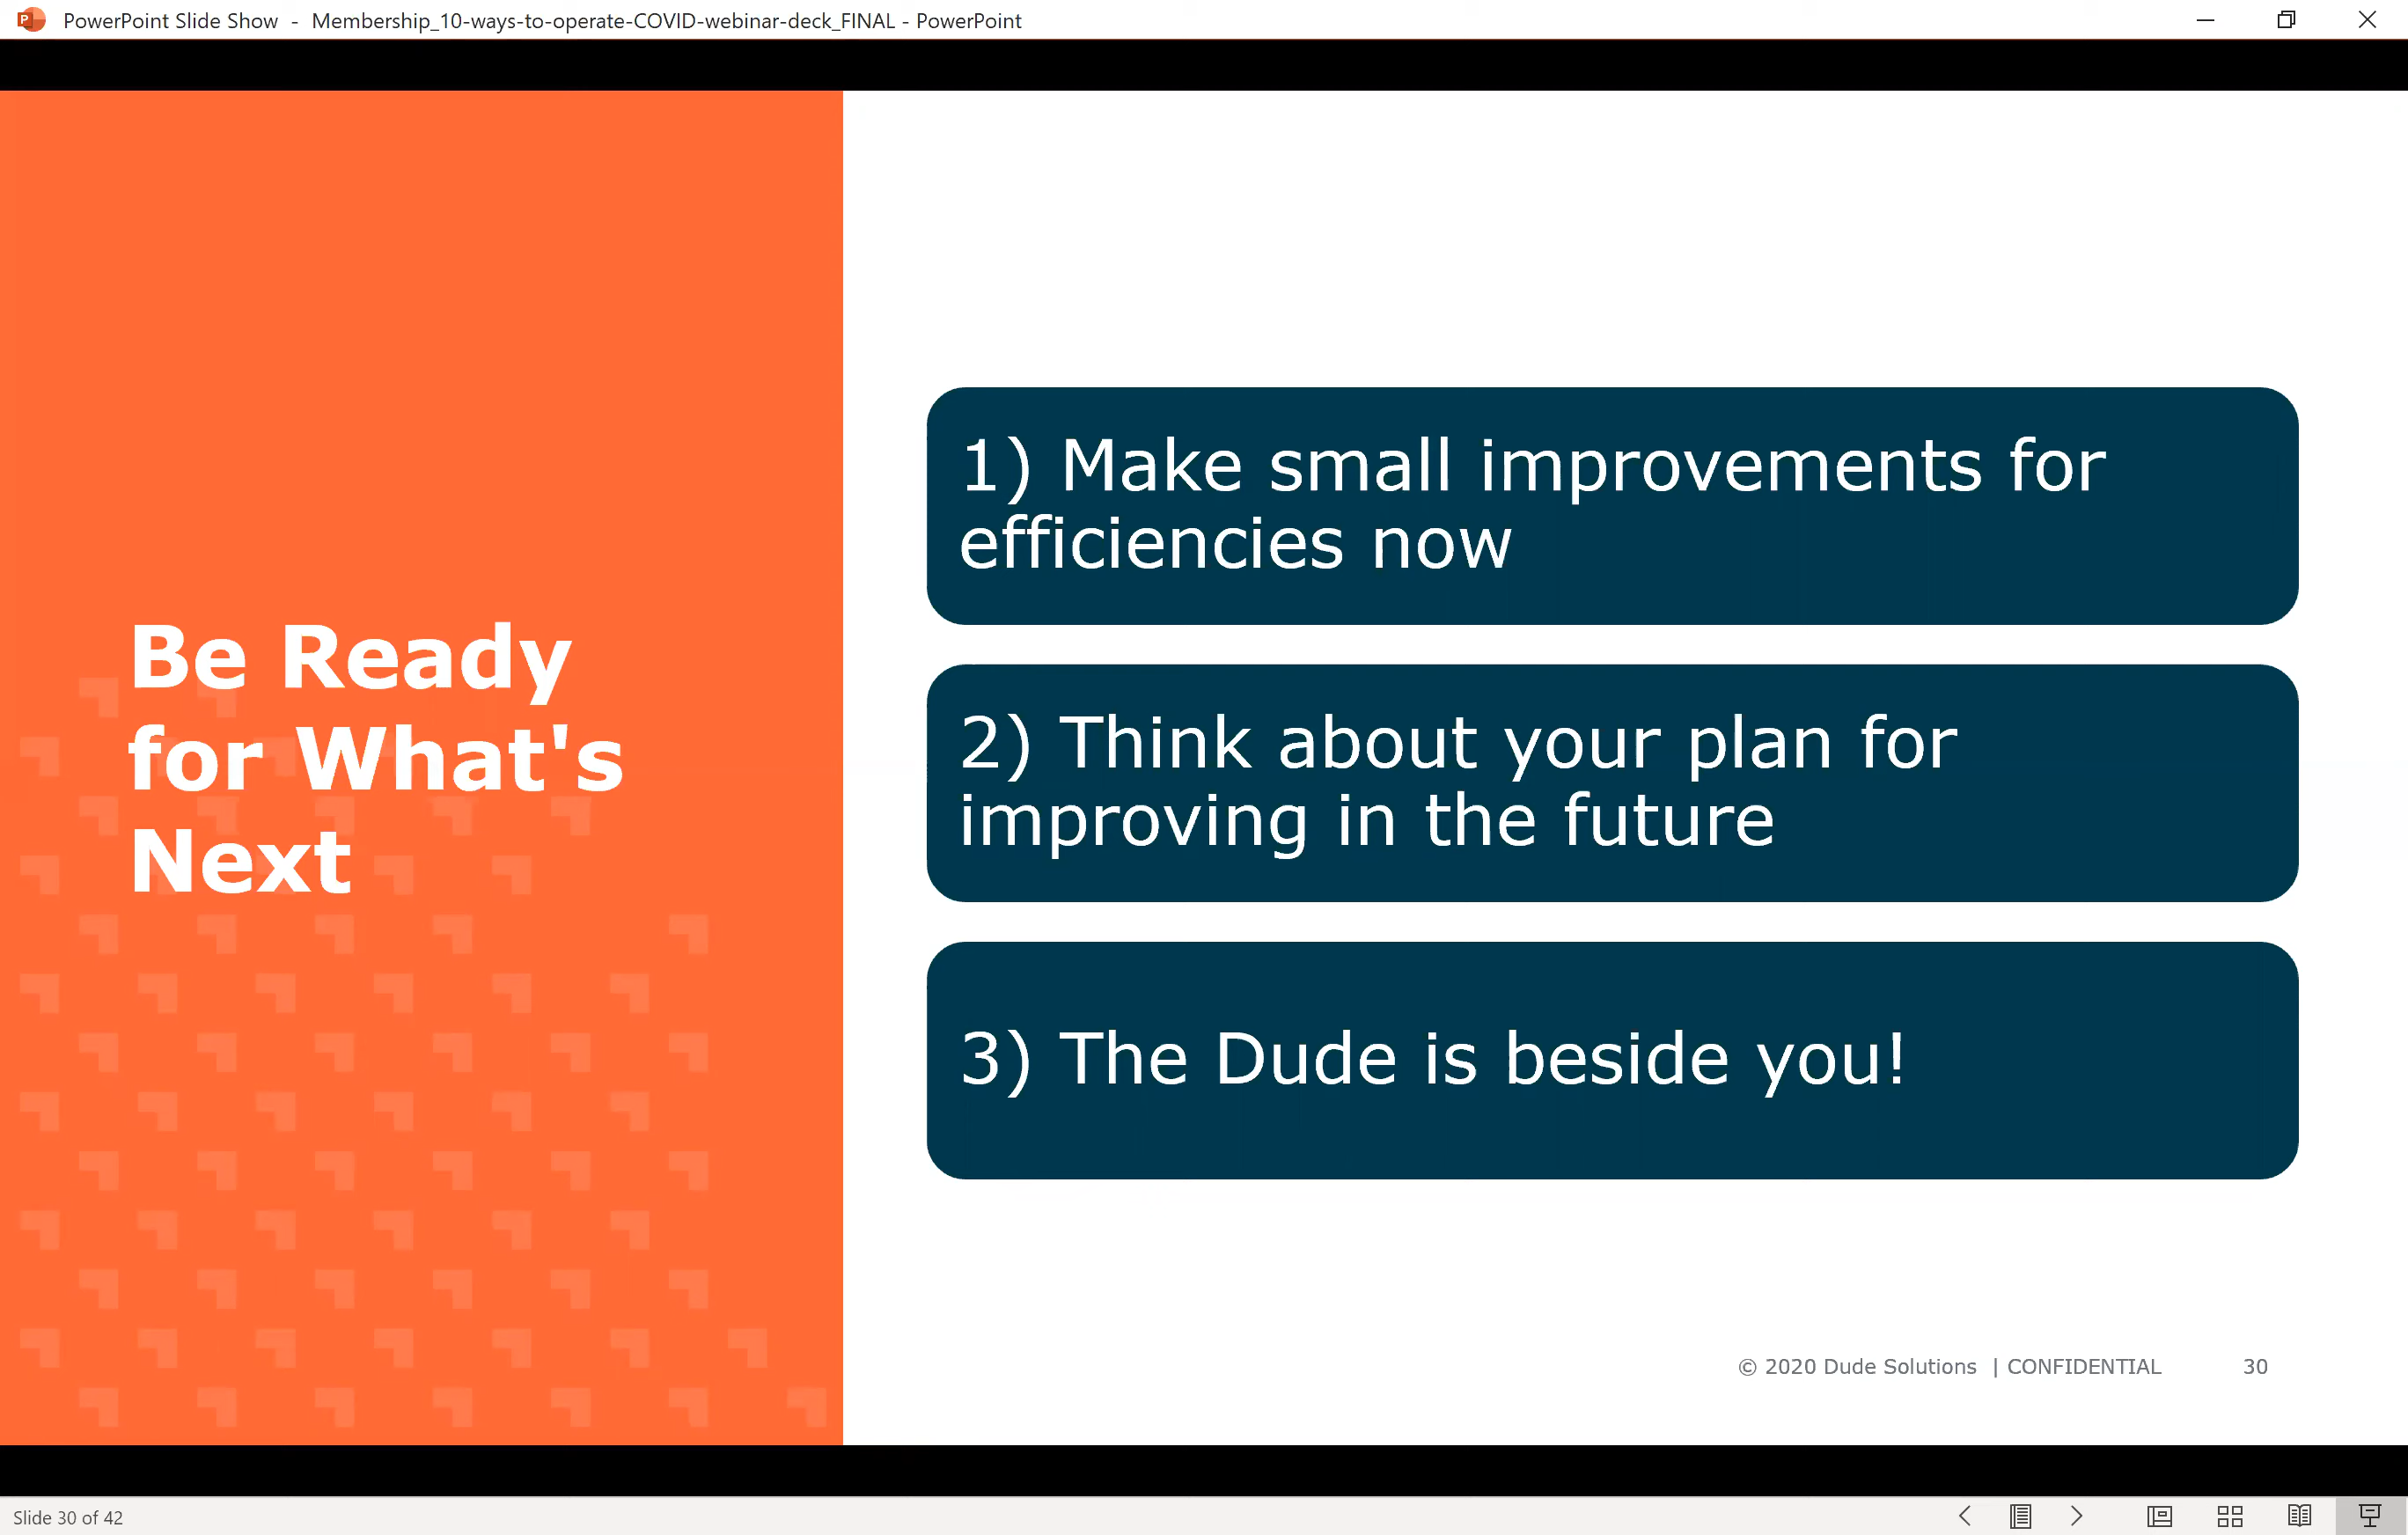 PowerPoint Slide Show - Membership_10-ways-to-operate-COVID-webinar-deck_FINAL - PowerPoint
Be Ready
for What's
Next
1) Make small improvements for
efficiencies now
2) Think about your plan for
improving in the future
3) The Dude is beside you!
© 2020 Dude Solutions | CONFIDENTIAL 30
Slide 30 of 42